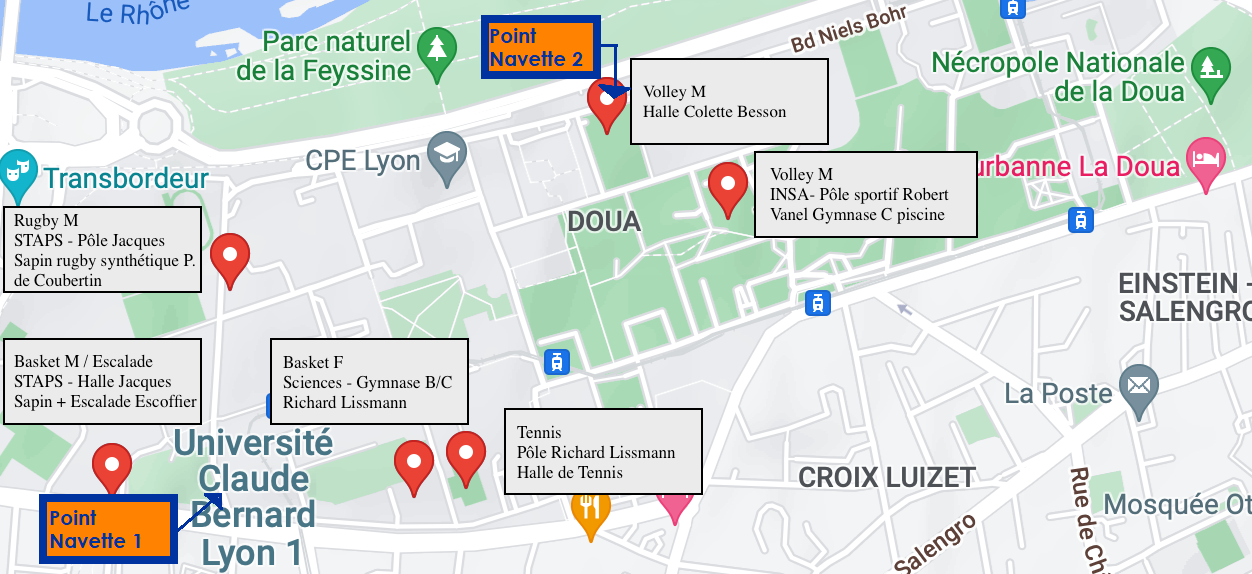 Le Rhône
Parc naturel
de la Feyssine
Point
Navette 2
Bd Niels Bohr
Nécropole Nationale
de la Doua
Volley M
Halle Colette Besson
CPE Lyon
Transbordeur
urbanne La Doua
Volley M
INSA- Pôle sportif Robert
Vanel Gymnase C piscine
DOUA
Rugby M
STAPS - Pôle Jacques
Sapin rugby synthétique P.
de Coubertin
EINSTEIN -
SALENGRO
Basket M / Escalade
STAPS - Halle Jacques
Sapin + Escalade Escoffier
Basket F
Sciences - Gymnase B/C
Richard Lissmann
La Poste
Tennis
Pôle Richard Lissmann
Halle de Tennis
Université
Claude
Bernard
Lyon 1
CROIX LUIZET
Point
Navette 1
Salengro
Rue de Ch
Mosquée Ot